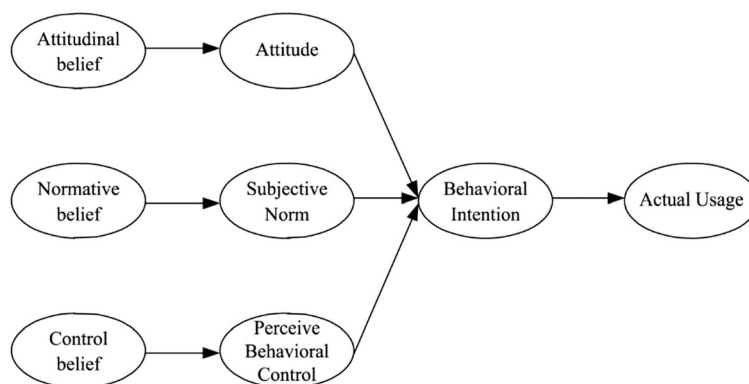 Attitudinal
belief
Attitude
Normative
belief
Subjective
Norm
Behavioral
Intention
Actual Usage
Control
belief
Perceive
Behavioral
Control